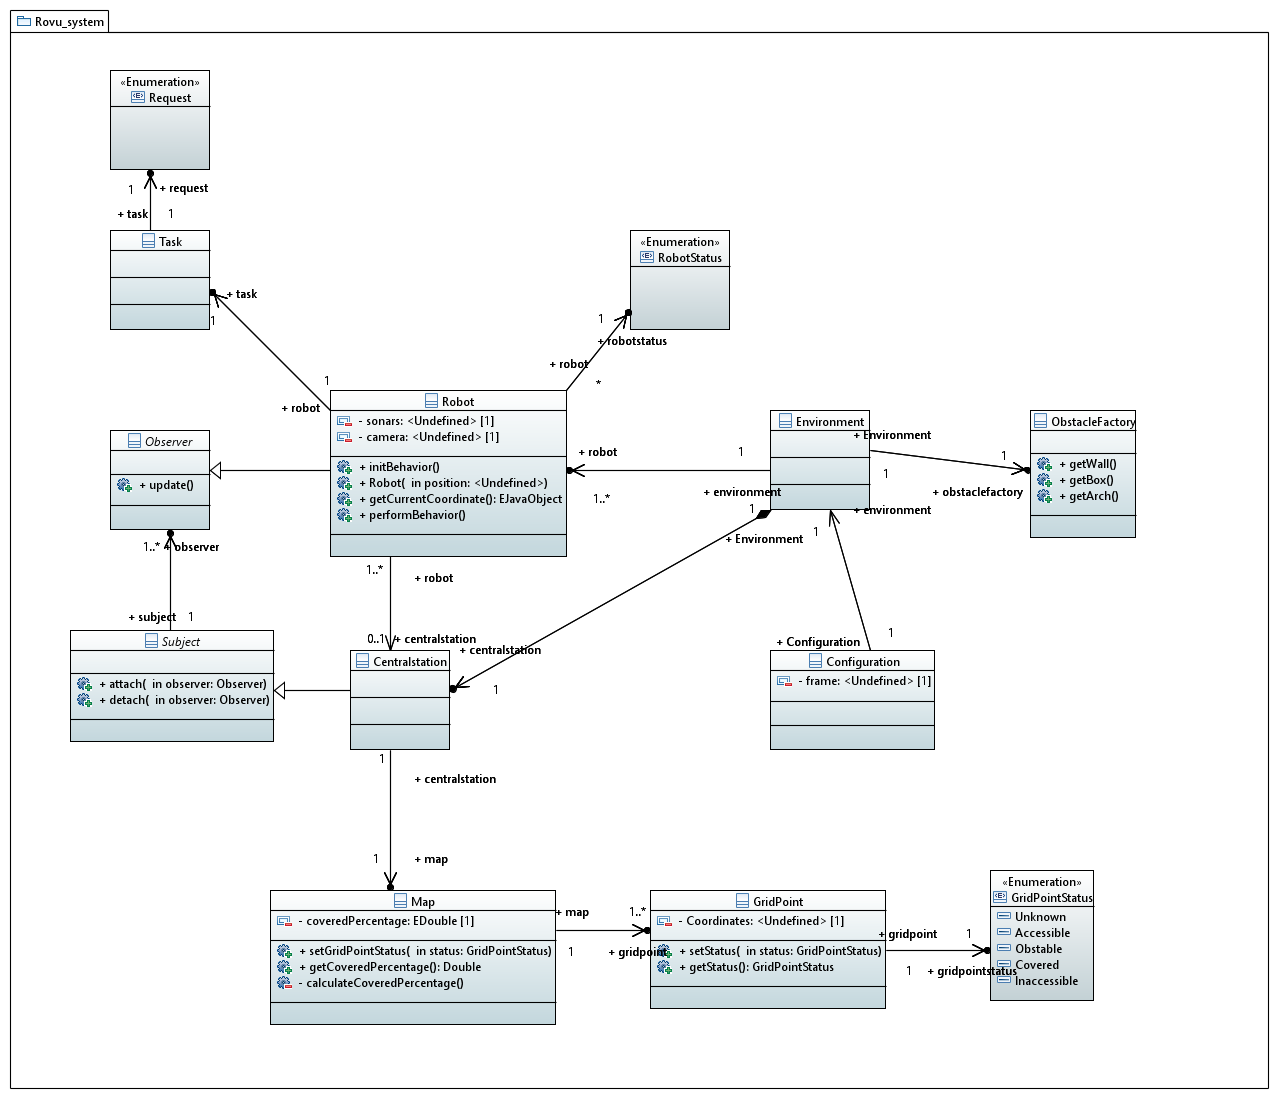 Rovu_system
«Enumeration»
Request
1
+ request
+ task
1
Task
+ task
1
«Enumeration»
RobotStatus
1
+ robotstatus
+ robot
*
1
+ robot
Robot
- sonars: <Undefined> [1]
- camera: <Undefined> [1]
+ initBehavior()
+ Robot( in position: <Undefined>)
+ getCurrentCoordinate(): EJavaObject
+ performBehavior()
Observer
+ update()
1..*
+ observer
+ subject
1
Subject
+ attach( in observer: Observer)
+ detach( in observer: Observer)
Environment
+ Environment
1
1
+ obstaclefactory
ObstacleFactory
+ getWall()
+ getBox()
+ getArch()
+ robot
1
1..*
+ environment
1
+ Environment
+ environment
1
1
+ Configuration
Configuration
- frame: <Undefined> [1]
1..*
+ robot
0..1
+ centralstation
+ centralstation
1
Centralstation
1
+ centralstation
1
+ map
Map
- coveredPercentage: EDouble [1]
+ setGridPointStatus( in status: GridPointStatus)
+ getCoveredPercentage(): Double
- calculateCoveredPercentage()
+ map
1..*
1
+ gridpoint
GridPoint
- Coordinates: <Undefined> [1]
+ setStatus( in status: GridPointStatus)
+ getStatus(): GridPointStatus
+ gridpoint
1
1
+ gridpointstatus
«Enumeration»
GridPointStatus
Unknown
Accessible
Obstable
Covered
Inaccessible